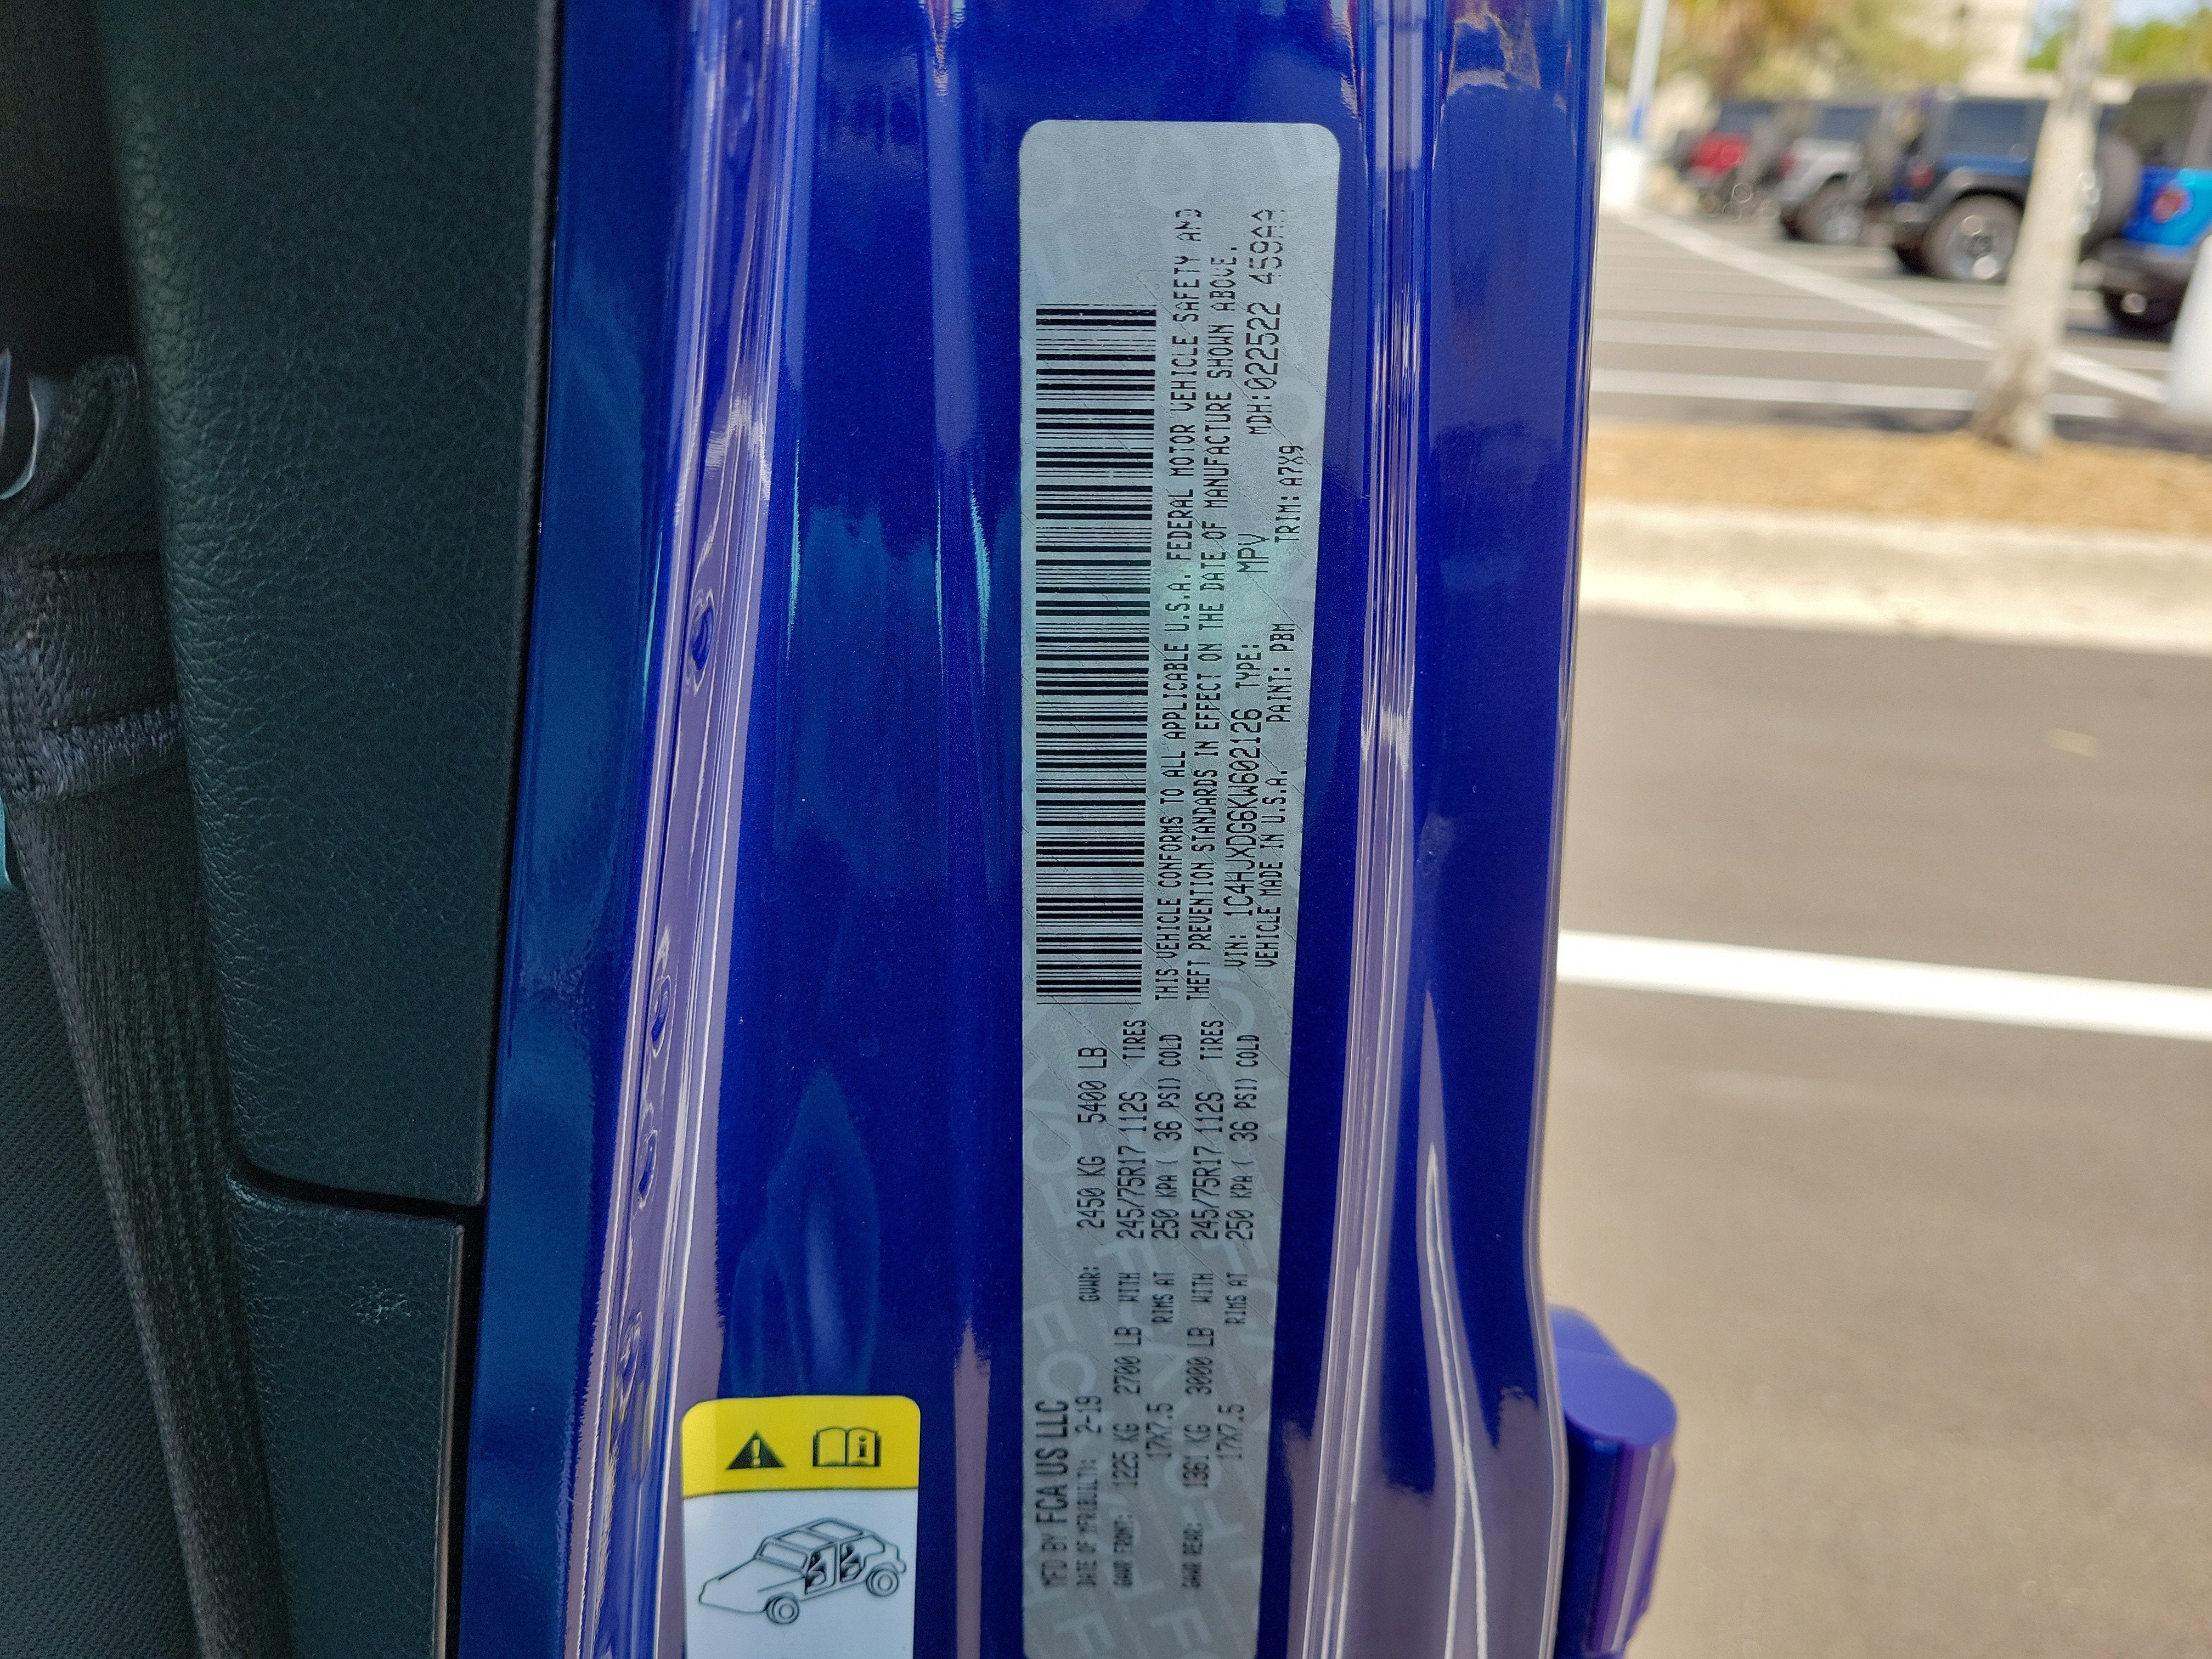 MFD BY FCA US LLC
DATE OF MFR(BUILT): 2-19 GVWR: 2450 KG 5400 LB
GAWR FRONT: 1225 KG 2700 LB WITH 245/75R17 112S TIRES
17X7.5 RIMS AT 250 KPA ( 36 PSI) COLD
GAWR REAR: 1361 KG 3000 LB WITH 245/75R17 112S TIRES
17X7.5 RIMS AT 250 KPA ( 36 PSI) COLD
THIS VEHICLE CONFORMS TO ALL APPLICABLE U.S.A. FEDERAL MOTOR VEHICLE SAFETY AND
THEFT PREVENTION STANDARDS IN EFFECT ON THE DATE OF MANUFACTURE SHOWN ABOVE.
VIN: 1C4HJXDG6KW602126 TYPE: MPV MDH:022522 459AA
VEHICLE MADE IN U.S.A. PAINT: PBM TRIM: A7X9